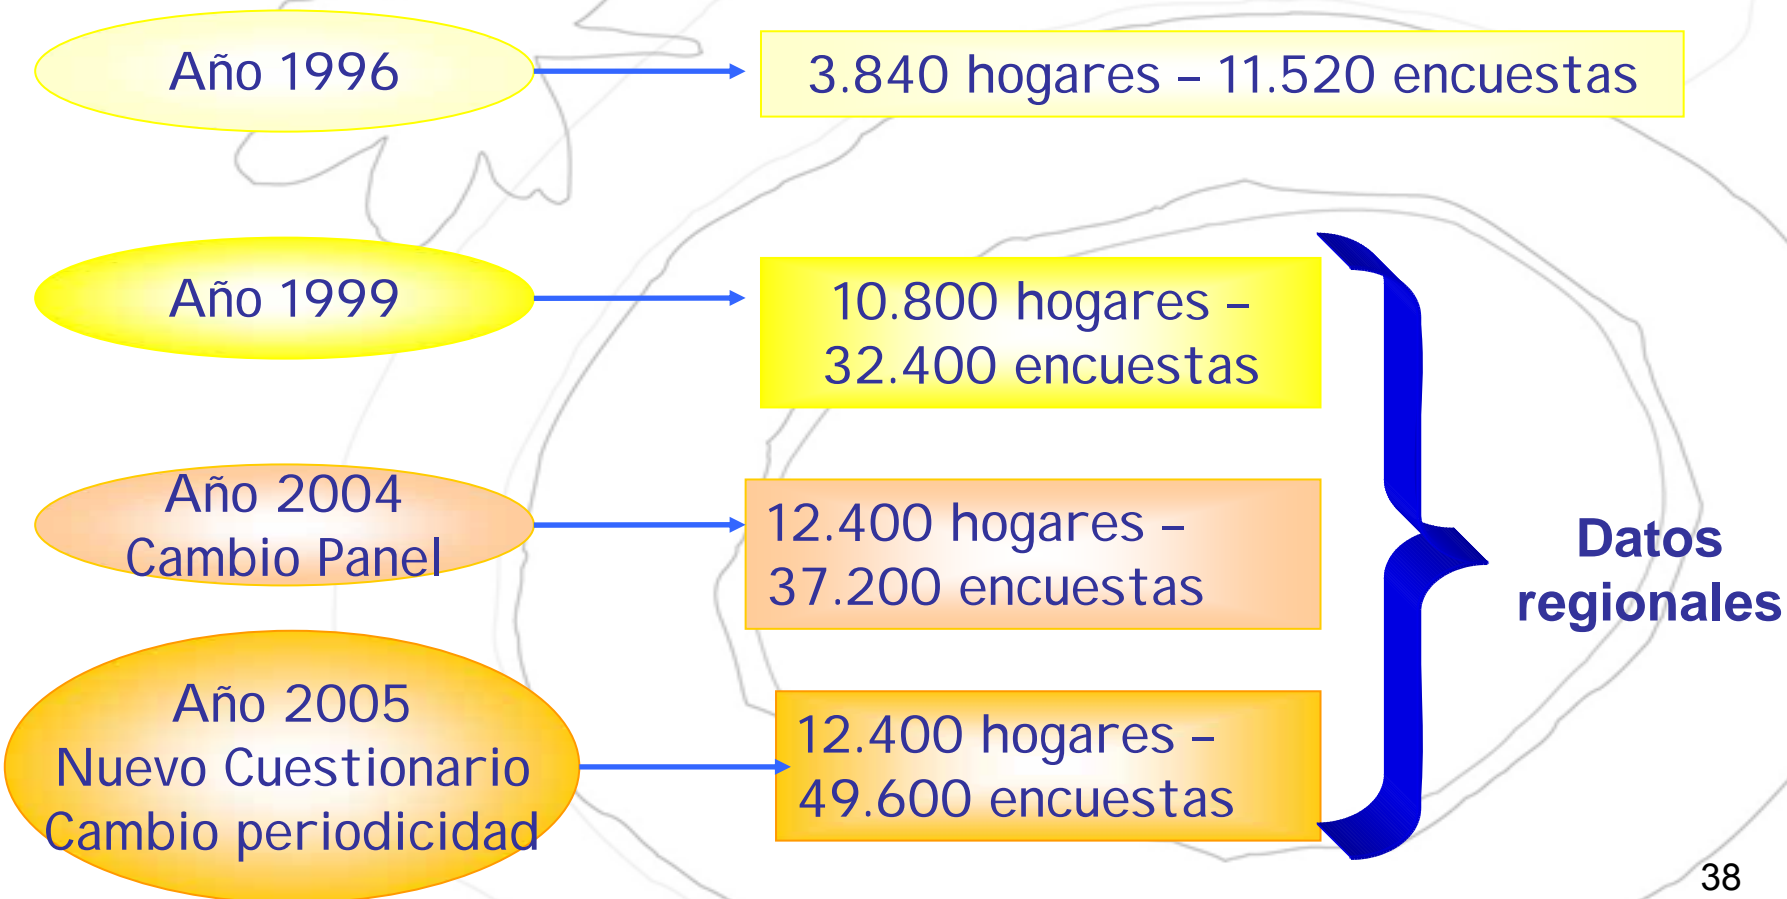 Año 1996
3.840 hogares – 11.520 encuestas
Año 1999
10.800 hogares –
32.400 encuestas
Año 2004
Cambio Panel
12.400 hogares –
37.200 encuestas
Datos
regionales
Año 2005
Nuevo Cuestionario
Cambio periodicidad
12.400 hogares –
49.600 encuestas
38